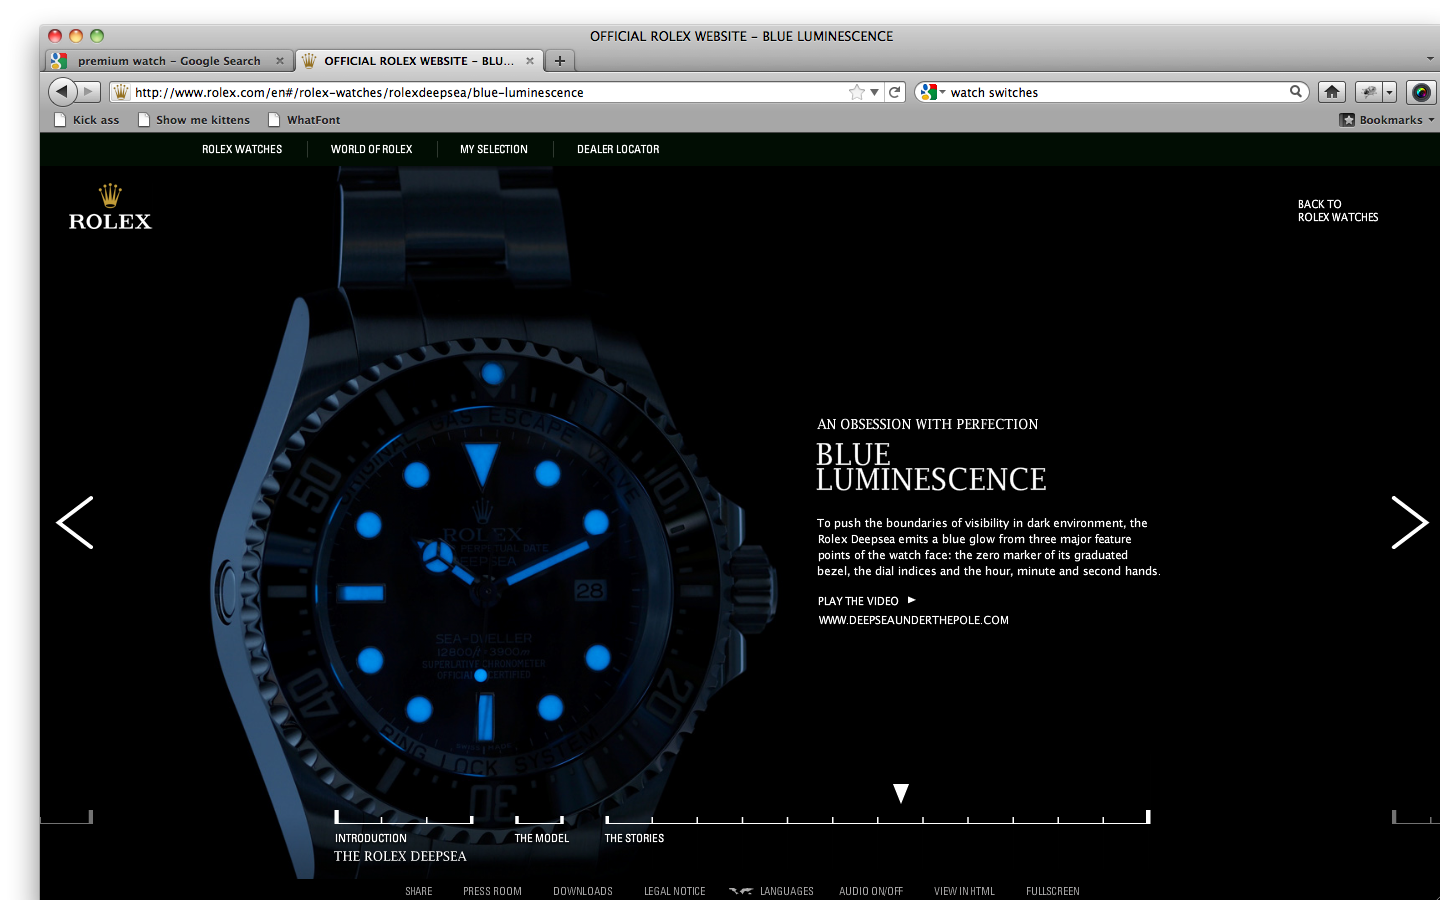 OFFICIAL ROLEX WEBSITE – BLUE LUMINESCENCE
premium watch – Google Search
OFFICIAL ROLEX WEBSITE – BLU...
http://www.rolex.com/en#/rolex-watches/rolexdeepsea/blue-luminescence
watch switches
Kick ass
Show me kittens
WhatFont
Bookmarks
ROLEX WATCHES
WORLD OF ROLEX
MY SELECTION
DEALER LOCATOR
ROLEX
BACK TO
ROLEX WATCHES
GAS ESCAPE VALVE
50
10
ROLEX
PERPETUAL DATE
28
SEA-DWELLER
12800ft=3900m
SUPERLATIVE CHRONOMETER
OFFICIALLY CERTIFIED
40
20
RING LOCK SYSTEM
30
AN OBSESSION WITH PERFECTION
BLUE
LUMINESCENCE
To push the boundaries of visibility in dark environment, the
Rolex Deepsea emits a blue glow from three major feature
points of the watch face: the zero marker of its graduated
bezel, the dial indices and the hour, minute and second hands.
PLAY THE VIDEO
WWW.DEEPSEAUNDERTHEPOLE.COM
INTRODUCTION
THE MODEL
THE STORIES
THE ROLEX DEEPSEA
SHARE
PRESS ROOM
DOWNLOADS
LEGAL NOTICE
LANGUAGES
AUDIO ON/OFF
VIEW IN HTML
FULLSCREEN